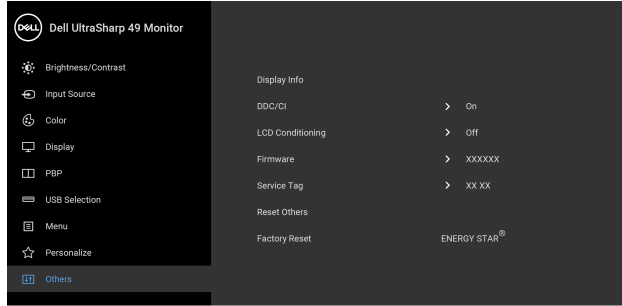 DELL Dell UltraSharp 49 Monitor
Brightness/Contrast
Input Source
Color
Display
PBP
USB Selection
Menu
Personalize
Others
Display Info
DDC/CI > On
LCD Conditioning > Off
Firmware > XXXXXX
Service Tag > XX XX
Reset Others
Factory Reset ENERGY STAR®